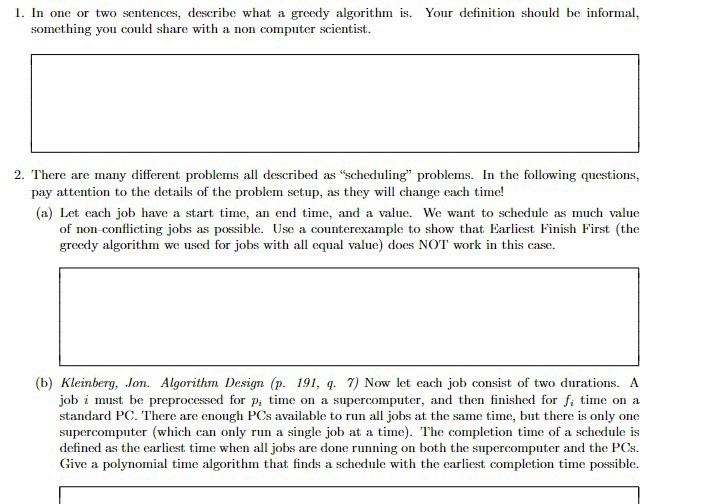 1. In one or two sentences, describe what a greedy algorithm is. Your definition should be informal,
something you could share with a non computer scientist.
2. There are many different problems all described as "scheduling" problems. In the following questions,
pay attention to the details of the problem setup, as they will change each time!
(a) Let each job have a start time, an end time, and a value. We want to schedule as much value
of non-conflicting jobs as possible. Use a counterexample to show that Earliest Finish First (the
greedy algorithm we used for jobs with all equal value) does NOT work in this case.
(b) Kleinberg, Jon. Algorithm Design (p. 191, q. 7) Now let each job consist of two durations. A
job i must be preprocessed for pᵢ time on a supercomputer, and then finished for fᵢ time on a
standard PC. There are enough PCs available to run all jobs at the same time, but there is only one
supercomputer (which can only run a single job at a time). The completion time of a schedule is
defined as the earliest time when all jobs are done running on both the supercomputer and the PCs.
Give a polynomial time algorithm that finds a schedule with the earliest completion time possible.